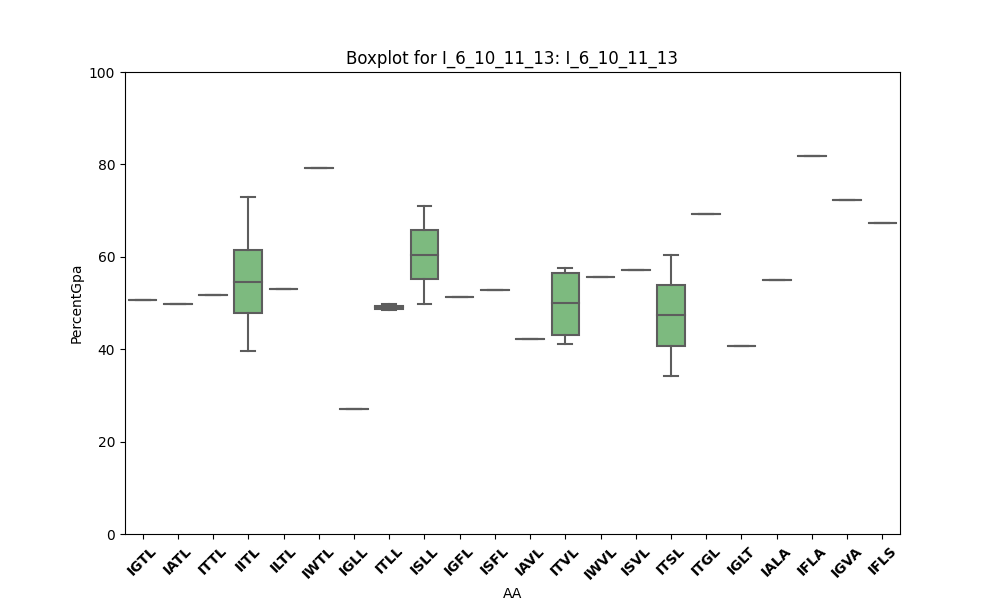 Boxplot for I_6_10_11_13: I_6_10_11_13
100
80
60
40
20
0
PercentGpa
IGTL
IATL
ITTL
IITL
ILTL
IWTL
IGLL
ITLL
ISLL
IGFL
ISFL
IAVL
ITVL
IWVL
ISVL
ITSL
ITGL
IGLT
IALA
IFLA
IGVA
IFLS
AA